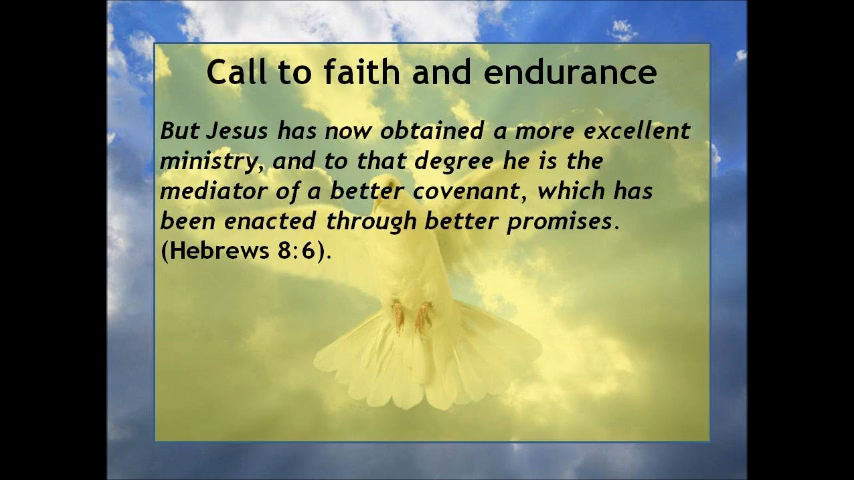 Call to faith and endurance
But Jesus has now obtained a more excellent
ministry, and to that degree he is the
mediator of a better covenant, which has
been enacted through better promises.
(Hebrews 8:6).